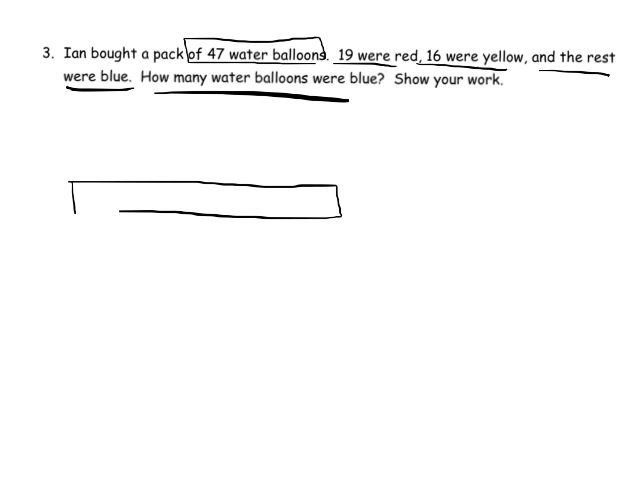 3. Ian bought a pack of 47 water balloons. 19 were red, 16 were yellow, and the rest
were blue. How many water balloons were blue? Show your work.